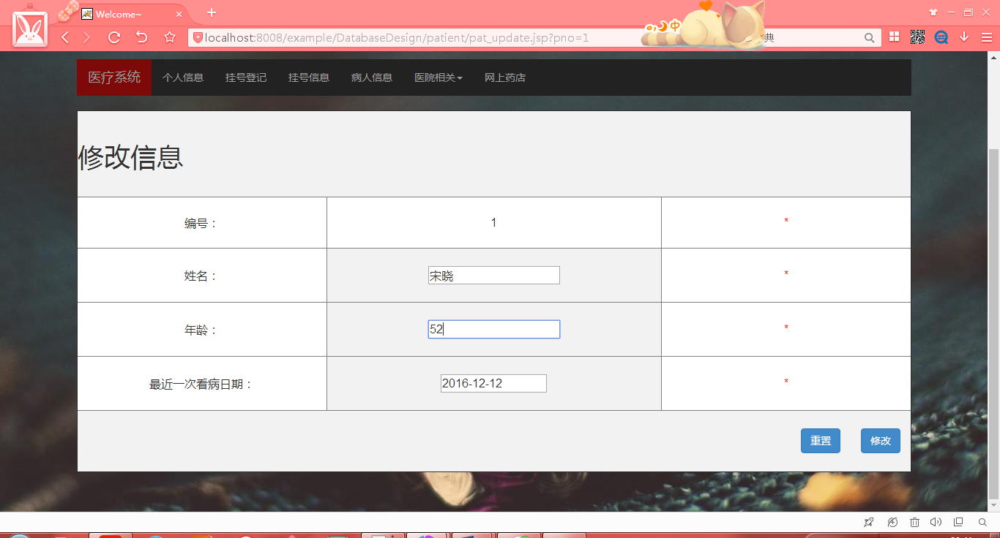 Welcome~
localhost:8008/example/DatabaseDesign/patient/pat_update.jsp?pno=1
中
典
医疗系统 个人信息 挂号登记 挂号信息 病人信息 医院相关 网上药店
修改信息
编号： 1 *
姓名： 宋晓 *
年龄： 52 *
最近一次看病日期： 2016-12-12 *
重置 修改